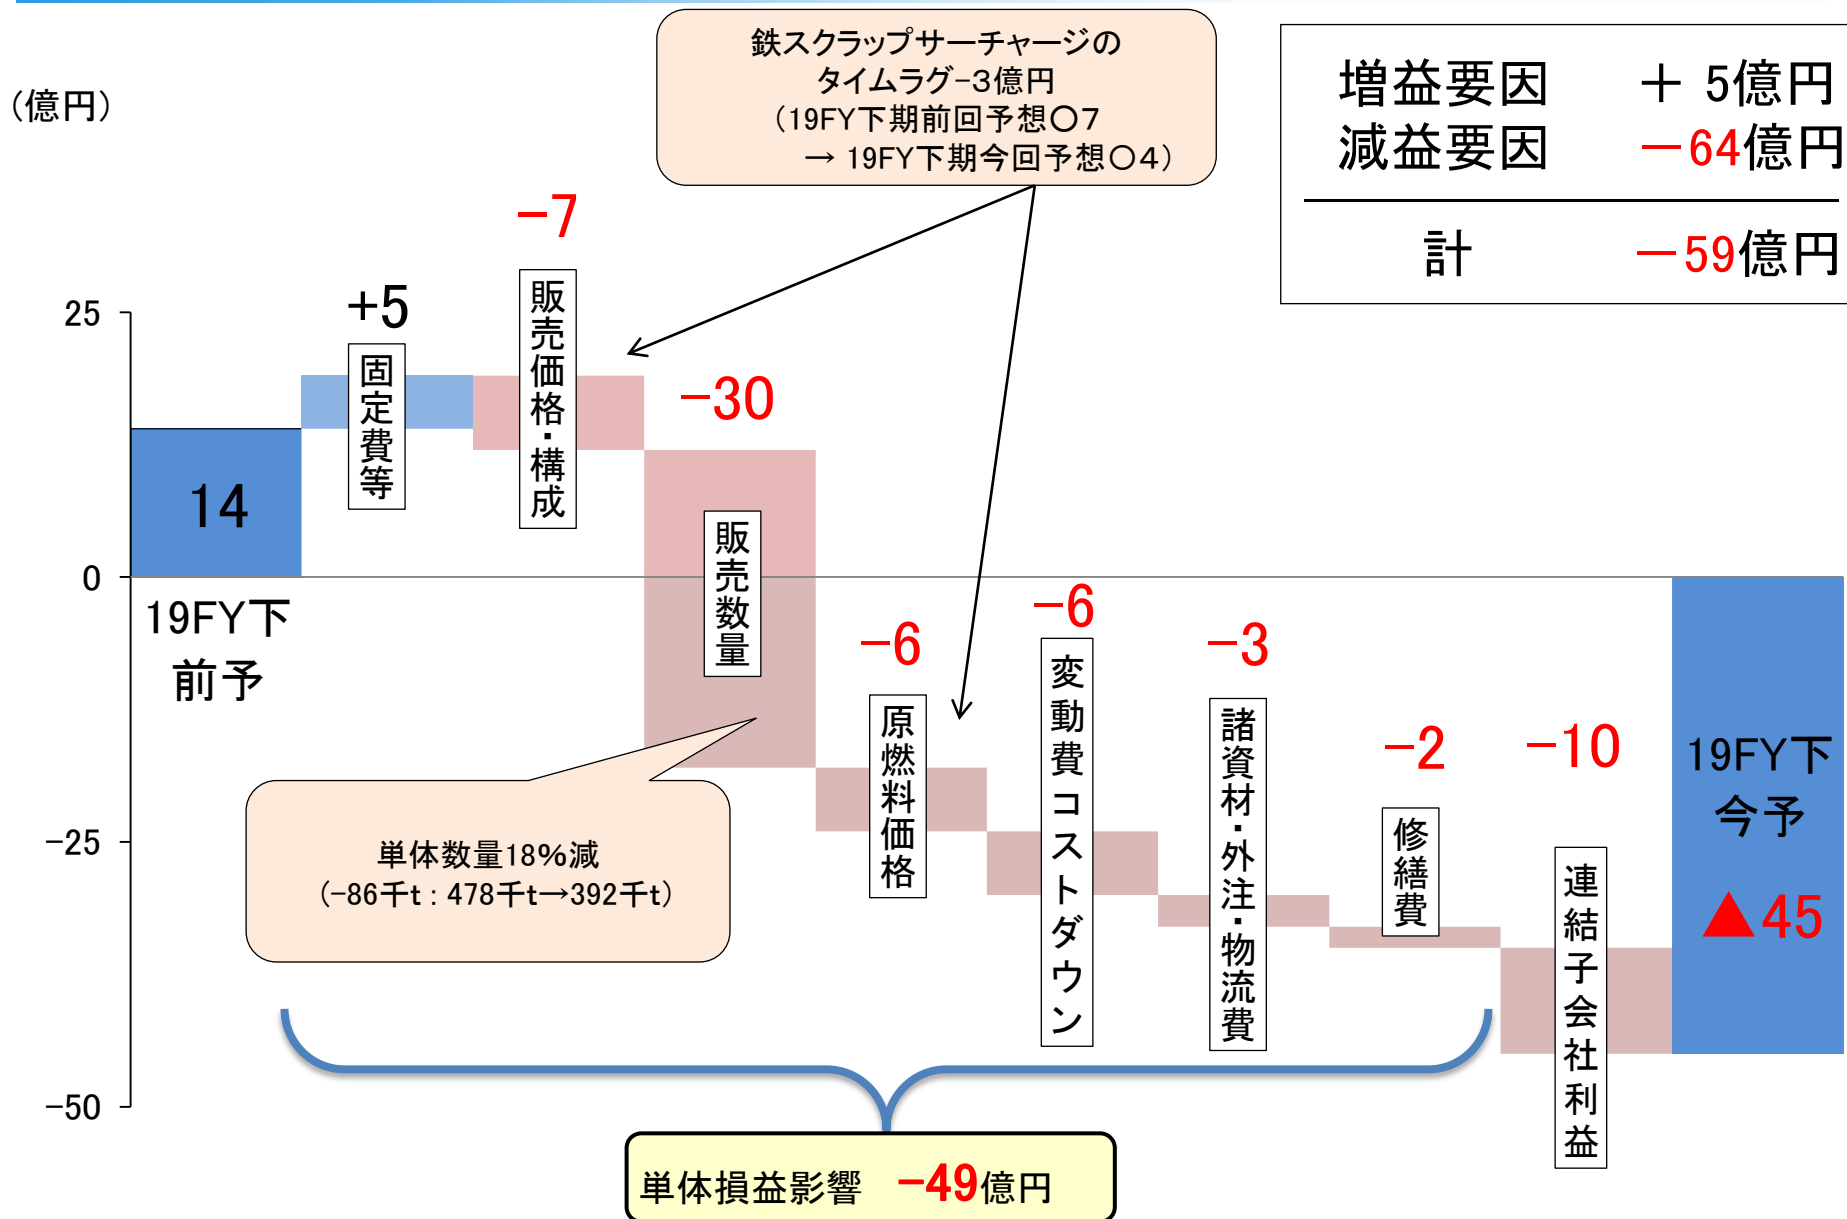 鉄スクラップサーチャージの
タイムラグ-3億円
(19FY下期前回予想〇7
→ 19FY下期今回予想〇4)
増益要因 + 5億円
減益要因 -64億円
計 -59億円
(億円)
25
0
-25
-50
14
19FY下
前予
+5
固定費等
-7
販売価格・構成
-30
販売数量
-6
原燃料価格
-6
変動費コストダウン
-3
諸資材・外注・物流費
-2
修繕費
-10
連結子会社利益
19FY下
今予
▲45
単体数量18%減
(-86千t:478千t→392千t)
単体損益影響 -49億円